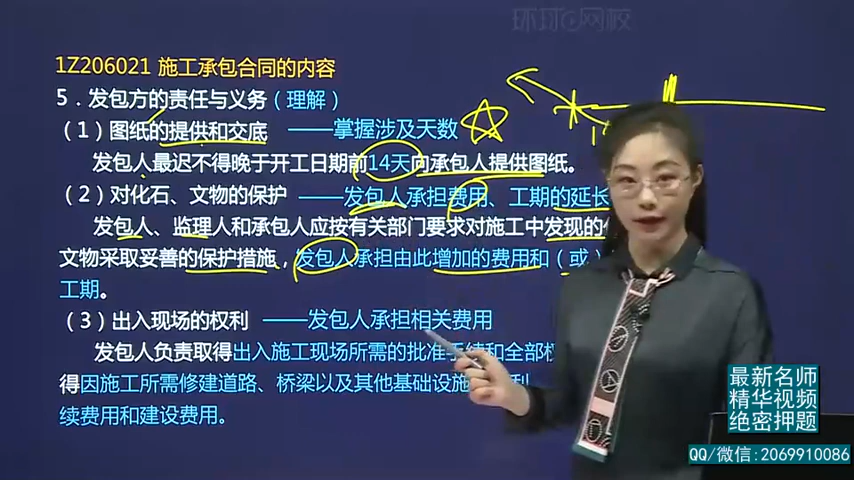 环球e网校
1Z206021 施工承包合同的内容
5．发包方的责任与义务（理解）
（1）图纸的提供和交底 ——掌握涉及天数
发包人最迟不得晚于开工日期前14天向承包人提供图纸。
（2）对化石、文物的保护 ——发包人承担费用、工期的延长
发包人、监理人和承包人应按有关部门要求对施工中发现的
文物采取妥善的保护措施，发包人承担由此增加的费用和（或）
工期。
（3）出入现场的权利 ——发包人承担相关费用
发包人负责取得出入施工现场所需的批准手续和全部
得因施工所需修建道路、桥梁以及其他基础设施
续费用和建设费用。
最新名师
精华视频
绝密押题
QQ/微信:2069910086